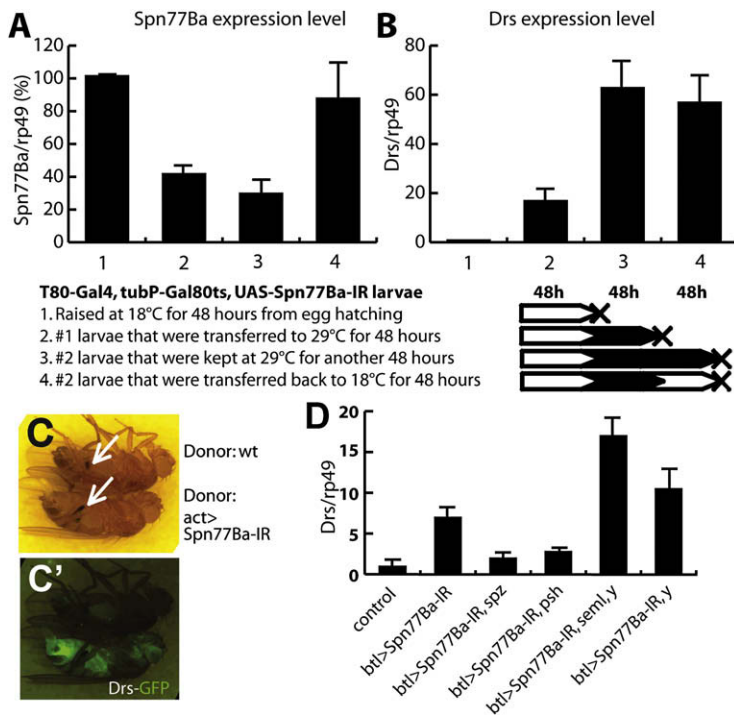 A
Spn77Ba expression level
Spn77Ba/rp49 (%)
120
100
80
60
40
20
0
1
2
3
4
B
Drs expression level
Drs/rp49
80
60
40
20
0
1
2
3
4
T80-Gal4, tubP-Gal80ts, UAS-Spn77Ba-IR larvae
1. Raised at 18°C for 48 hours from egg hatching
2. #1 larvae that were transferred to 29°C for 48 hours
3. #2 larvae that were kept at 29°C for another 48 hours
4. #2 larvae that were transferred back to 18°C for 48 hours
48h 48h 48h
C
Donor: wt
Donor:
act>
Spn77Ba-IR
C'
Drs-GFP
D
Drs/rp49
20
15
10
5
0
control
btl>Spn77Ba-IR
btl>Spn77Ba-IR, spz
btl>Spn77Ba-IR, psh
btl>Spn77Ba-IR, seml, y
btl>Spn77Ba-IR, y